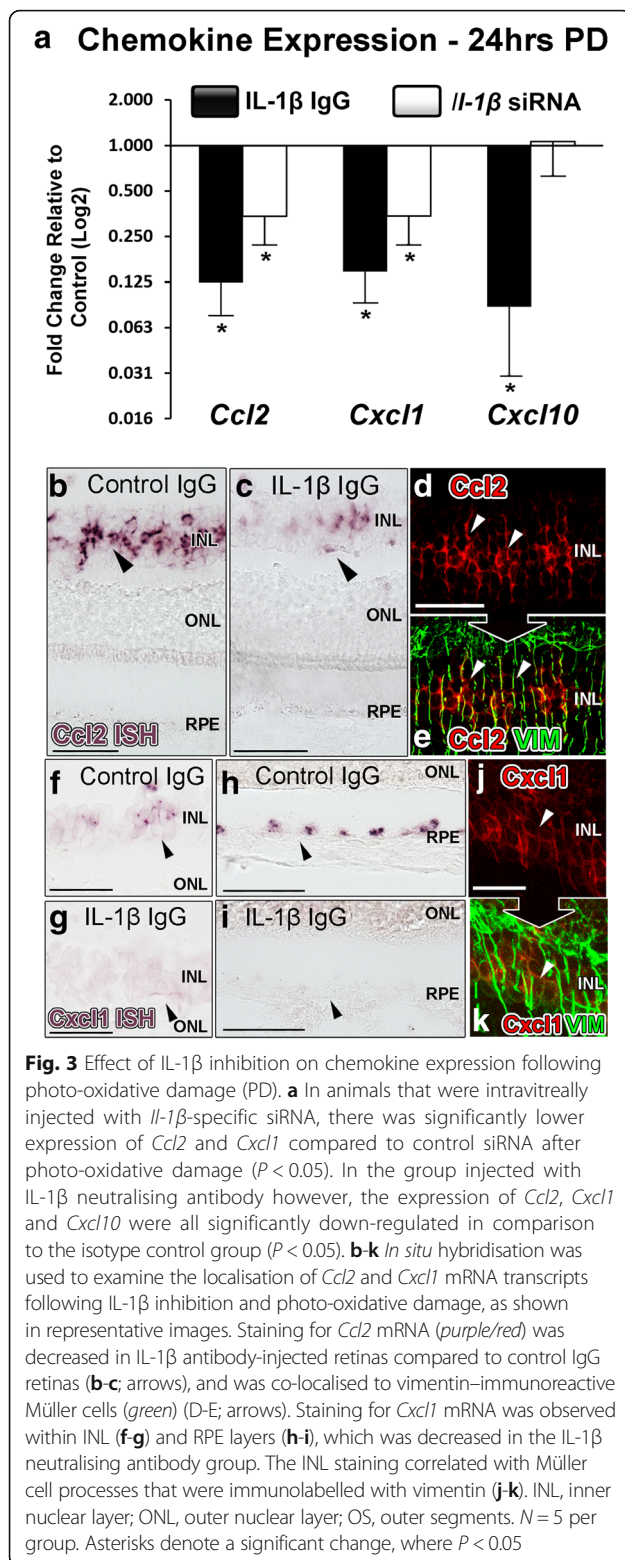 a Chemokine Expression - 24hrs PD
IL-1β IgG Il-1β siRNA
Fold Change Relative to
Control (Log2)
2.000
1.000
0.500
0.250
0.125
0.063
0.031
0.016
* * * * *
Ccl2 Cxcl1 Cxcl10
b Control IgG
INL
ONL
RPE
Ccl2 ISH
c IL-1β IgG
INL
ONL
RPE
d Ccl2
INL
e Ccl2 VIM
INL
f Control IgG
INL
ONL
h Control IgG
ONL
RPE
j Cxcl1
INL
g IL-1β IgG
INL
Cxcl1 ISH ONL
i IL-1β IgG
ONL
RPE
INL
k Cxcl1 VIM
Fig. 3 Effect of IL-1β inhibition on chemokine expression following
photo-oxidative damage (PD). a In animals that were intravitreally
injected with Il-1β-specific siRNA, there was significantly lower
expression of Ccl2 and Cxcl1 compared to control siRNA after
photo-oxidative damage (P < 0.05). In the group injected with
IL-1β neutralising antibody however, the expression of Ccl2, Cxcl1
and Cxcl10 were all significantly down-regulated in comparison
to the isotype control group (P < 0.05). b-k In situ hybridisation was
used to examine the localisation of Ccl2 and Cxcl1 mRNA transcripts
following IL-1β inhibition and photo-oxidative damage, as shown
in representative images. Staining for Ccl2 mRNA (purple/red) was
decreased in IL-1β antibody-injected retinas compared to control IgG
retinas (b-c; arrows), and was co-localised to vimentin–immunoreactive
Müller cells (green) (D-E; arrows). Staining for Cxcl1 mRNA was observed
within INL (f-g) and RPE layers (h-i), which was decreased in the IL-1β
neutralising antibody group. The INL staining correlated with Müller
cell processes that were immunolabelled with vimentin (j-k). INL, inner
nuclear layer; ONL, outer nuclear layer; OS, outer segments. N = 5 per
group. Asterisks denote a significant change, where P < 0.05